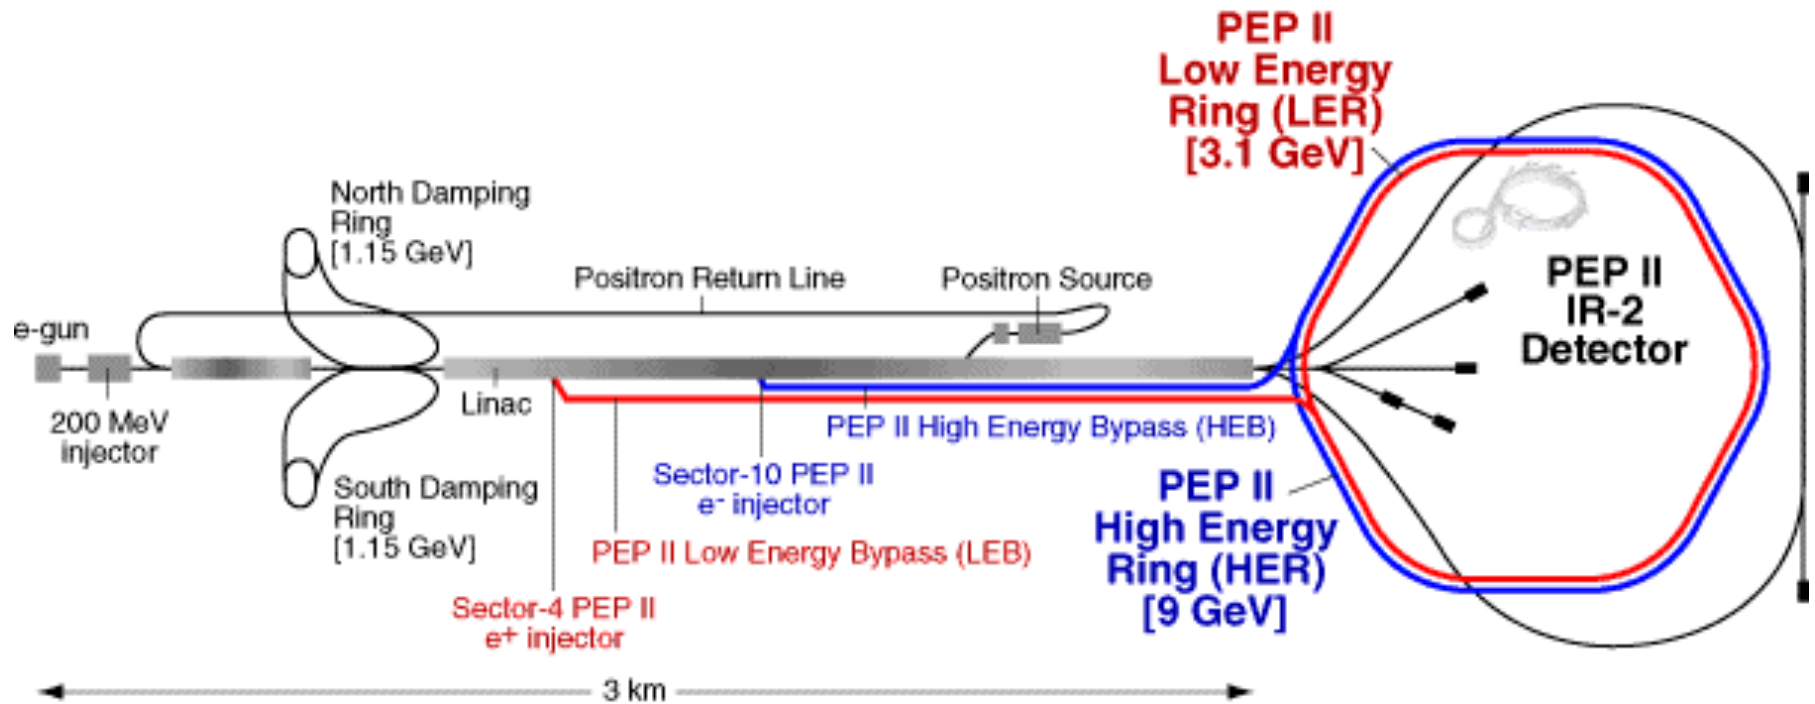 PEP II
Low Energy
Ring (LER)
[3.1 GeV]
North Damping
Ring
[1.15 GeV]
Positron Return Line
Positron Source
e-gun
PEP II
IR-2
Detector
200 MeV
injector
Linac
PEP II High Energy Bypass (HEB)
Sector-10 PEP II
e- injector
PEP II
High Energy
Ring (HER)
[9 GeV]
South Damping
Ring
[1.15 GeV]
PEP II Low Energy Bypass (LEB)
Sector-4 PEP II
e+ injector
3 km